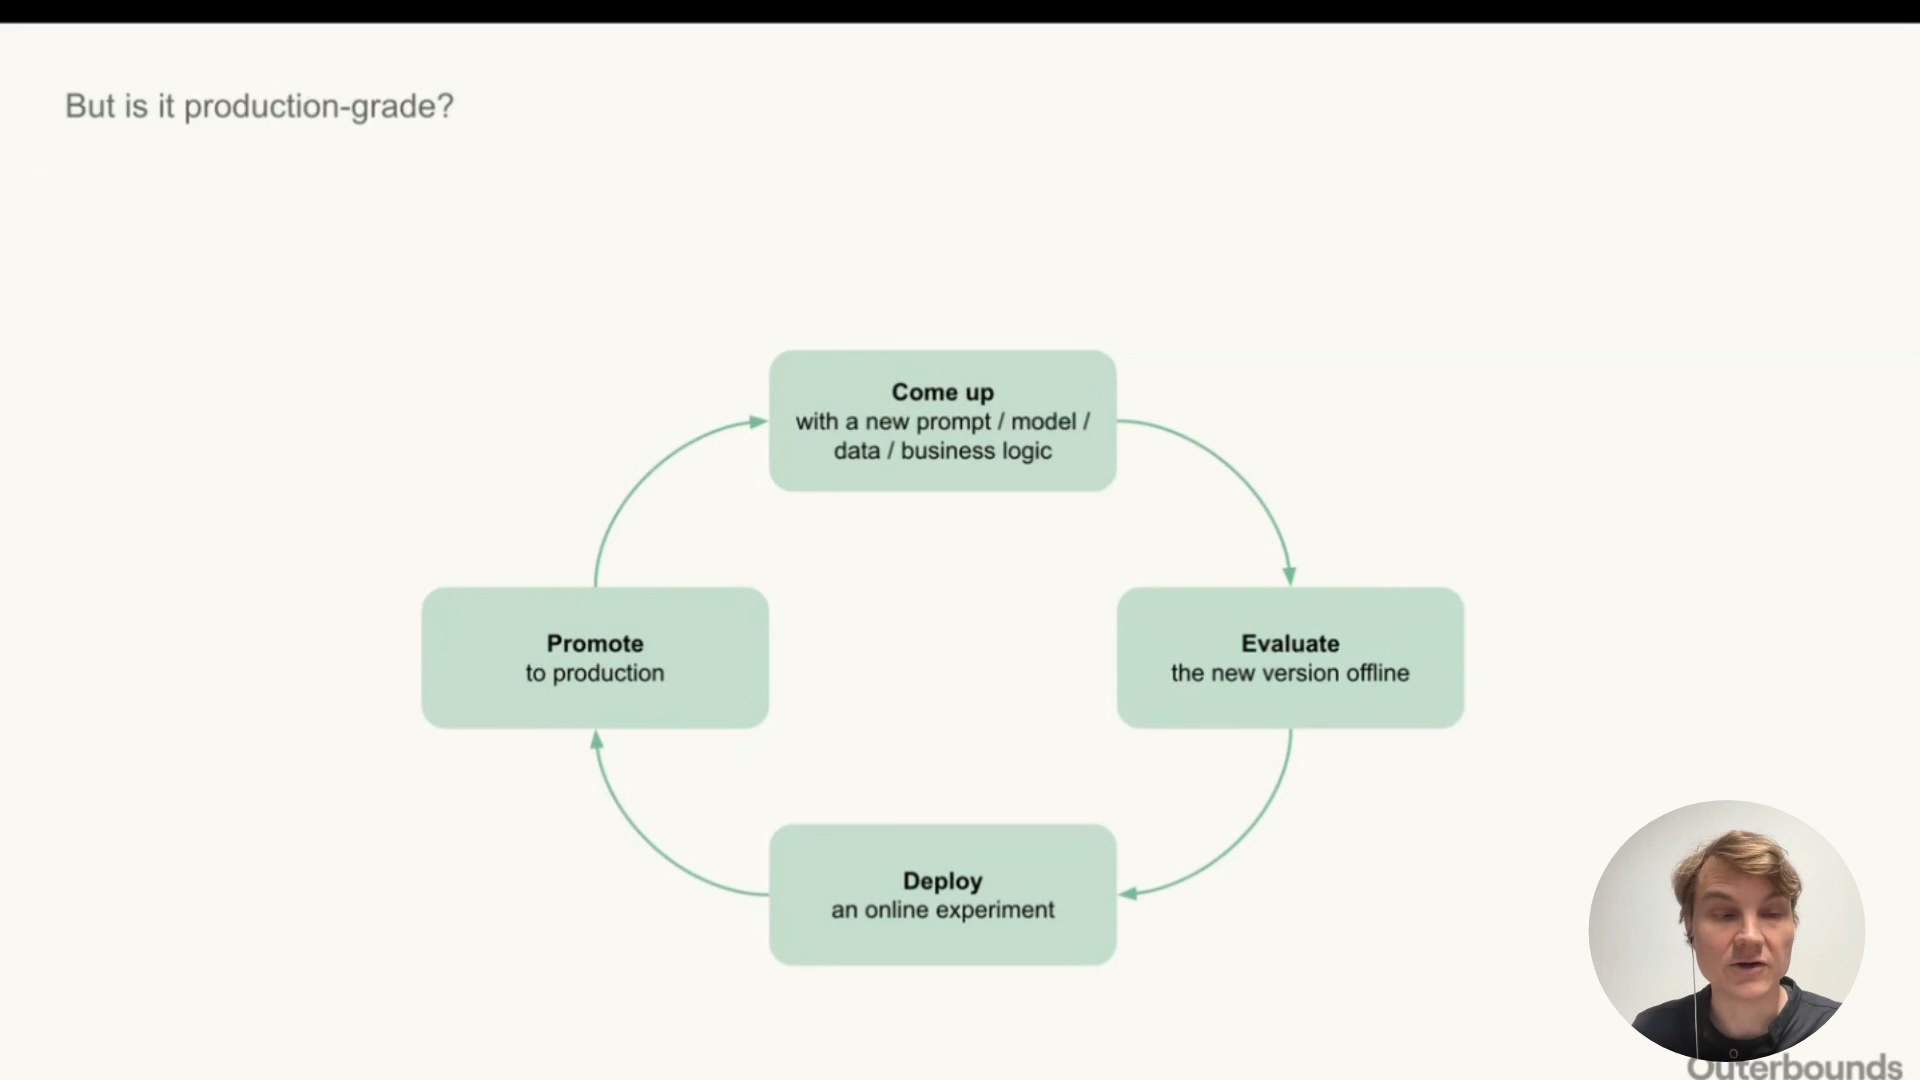 But is it production-grade?
Come up
with a new prompt / model /
data / business logic
Promote
to production
Evaluate
the new version offline
Deploy
an online experiment
Outerbounds